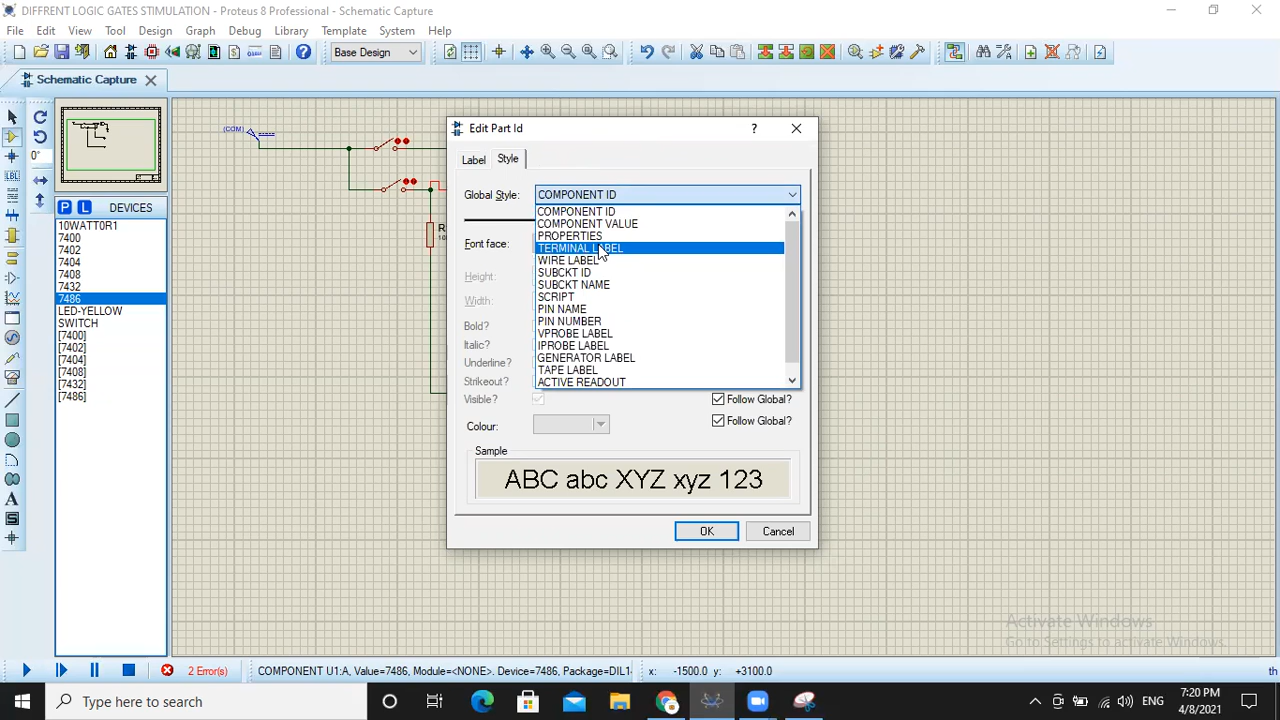 DIFFRENT LOGIC GATES STIMULATION - Proteus 8 Professional - Schematic Capture
File Edit View Tool Design Graph Debug Library Template System Help
Base Design
Schematic Capture
0°
P L DEVICES
10WATT0R1
7400
7402
7404
7408
7432
7486
LED-YELLOW
SWITCH
[7400]
[7402]
[7404]
[7408]
[7432]
[7486]
(COM)
R
Edit Part Id
Label Style
Global Style: COMPONENT ID
COMPONENT ID
COMPONENT VALUE
PROPERTIES
TERMINAL LABEL
WIRE LABEL
SUBCKT ID
SUBCKT NAME
SCRIPT
PIN NAME
PIN NUMBER
VPROBE LABEL
IPROBE LABEL
GENERATOR LABEL
TAPE LABEL
ACTIVE READOUT
Font face:
Height:
Width:
Bold?
Italic?
Underline?
Strikeout?
Visible? Follow Global?
Colour: Follow Global?
Sample
ABC abc XYZ xyz 123
OK Cancel
Activate Windows
Go to Settings to activate Windows.
2 Error(s) COMPONENT U1:A, Value=7486, Module=<NONE>. Device=7486, Package=DIL1 x: -1500.0 y: +3100.0 th
Type here to search
ENG
7:20 PM
4/8/2021